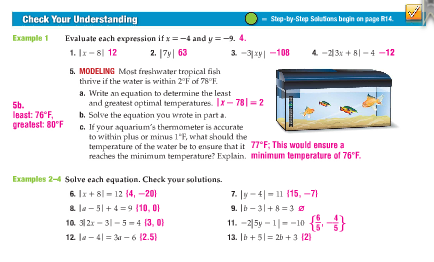 Check Your Understanding
= Step-by-Step Solutions begin on page R14.
Example 1 Evaluate each expression if x = −4 and y = −9. 4.
1. |x − 8| 12 2. |7y| 63 3. −3|xy| −108 4. −2|3x + 8| − 4 −12
5. MODELING Most freshwater tropical fish
thrive if the water is within 2°F of 78°F.
a. Write an equation to determine the least
and greatest optimal temperatures. |x − 78| = 2
5b.
least: 76°F,
greatest: 80°F
b. Solve the equation you wrote in part a.
c. If your aquarium's thermometer is accurate
to within plus or minus 1°F, what should the
temperature of the water be to ensure that it
reaches the minimum temperature? Explain.
77°F; This would ensure a
minimum temperature of 76°F.
Examples 2–4 Solve each equation. Check your solutions.
6. |x + 8| = 12 {4, −20} 7. |y − 4| = 11 {15, −7}
8. |a − 5| + 4 = 9 {10, 0} 9. |b − 3| + 8 = 3 ∅
10. 3|2x − 3| − 5 = 4 {3, 0} 11. −2|5y − 1| = −10 {6/5, −4/5}
12. |a − 4| = 3a − 6 {2.5} 13. |b + 5| = 2b + 3 {2}